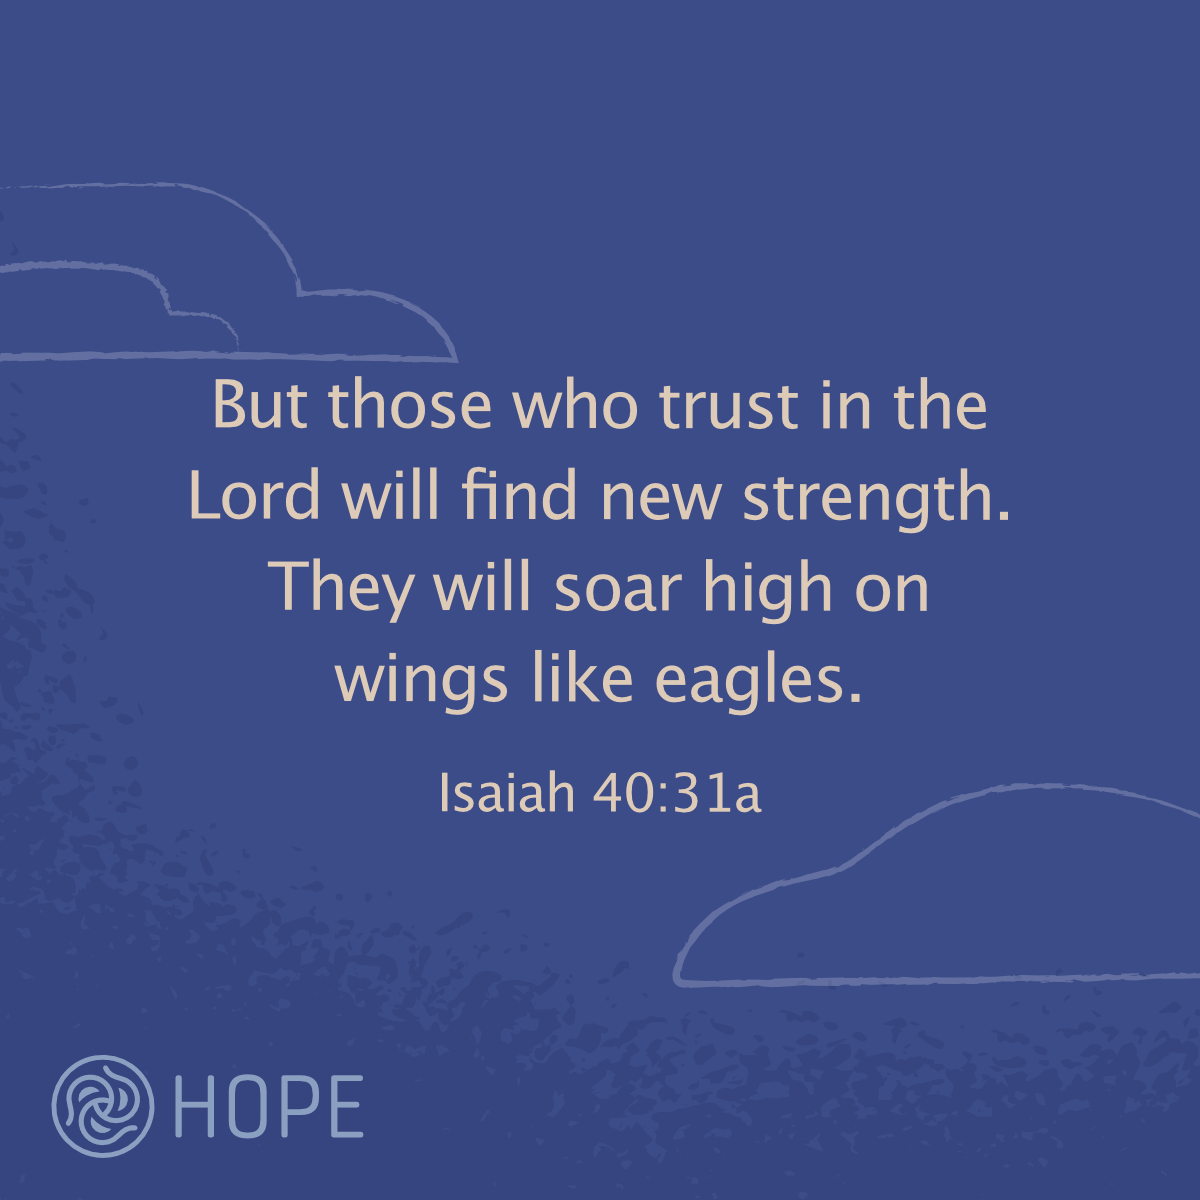 But those who trust in the
Lord will find new strength.
They will soar high on
wings like eagles.
Isaiah 40:31a
HOPE